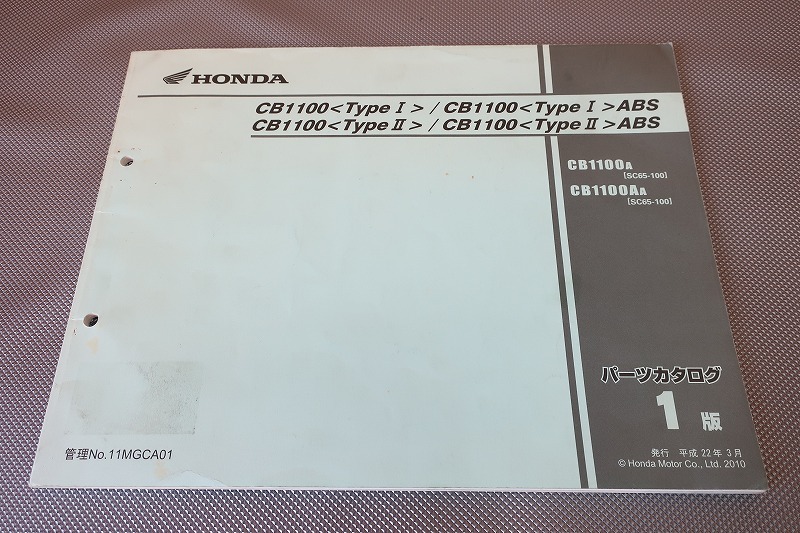 HONDA
CB1100<Type I>/CB1100<Type I>ABS
CB1100<Type II>/CB1100<Type II>ABS
CB1100A
[SC65-100]
CB1100AA
[SC65-100]
パーツカタログ
1版
管理No.11MGCA01
発行 平成22年3月
© Honda Motor Co., Ltd. 2010